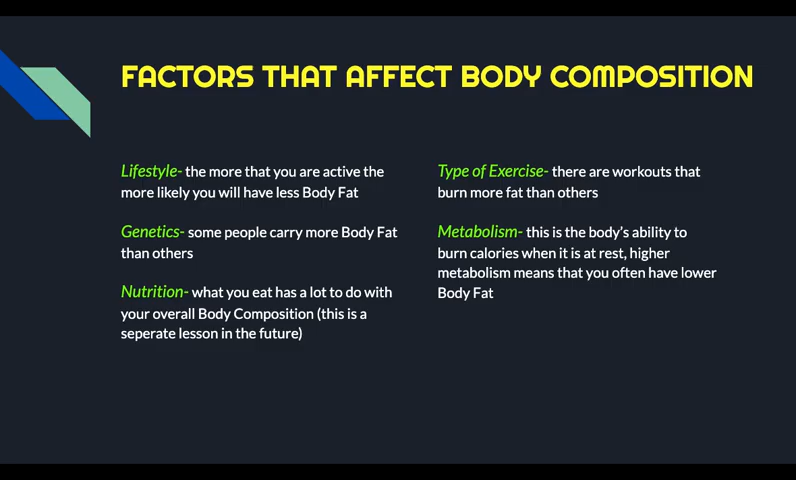 FACTORS THAT AFFECT BODY COMPOSITION
Lifestyle- the more that you are active the
more likely you will have less Body Fat
Genetics- some people carry more Body Fat
than others
Nutrition- what you eat has a lot to do with
your overall Body Composition (this is a
seperate lesson in the future)
Type of Exercise- there are workouts that
burn more fat than others
Metabolism- this is the body's ability to
burn calories when it is at rest, higher
metabolism means that you often have lower
Body Fat